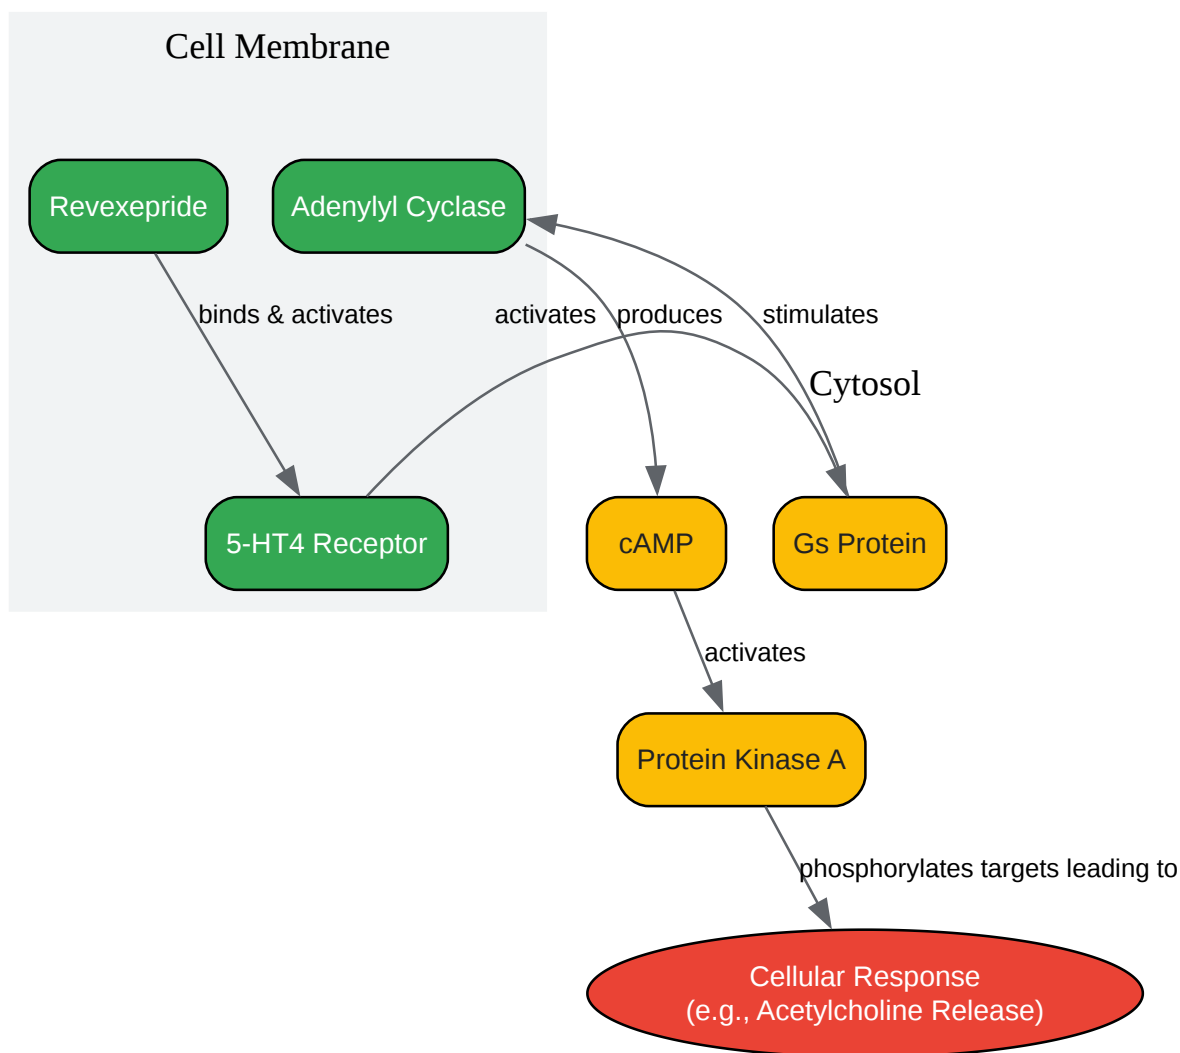 Cell Membrane
Revexepride
Adenylyl Cyclase
binds & activates
activates
produces
stimulates
Cytosol
5-HT4 Receptor
cAMP
Gs Protein
activates
Protein Kinase A
phosphorylates targets leading to
Cellular Response
(e.g., Acetylcholine Release)